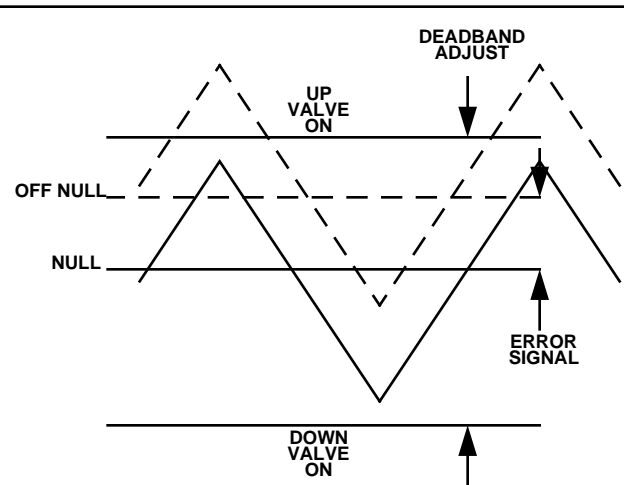 DEADBAND
ADJUST
UP
VALVE
ON
OFF NULL
NULL
ERROR
SIGNAL
DOWN
VALVE
ON